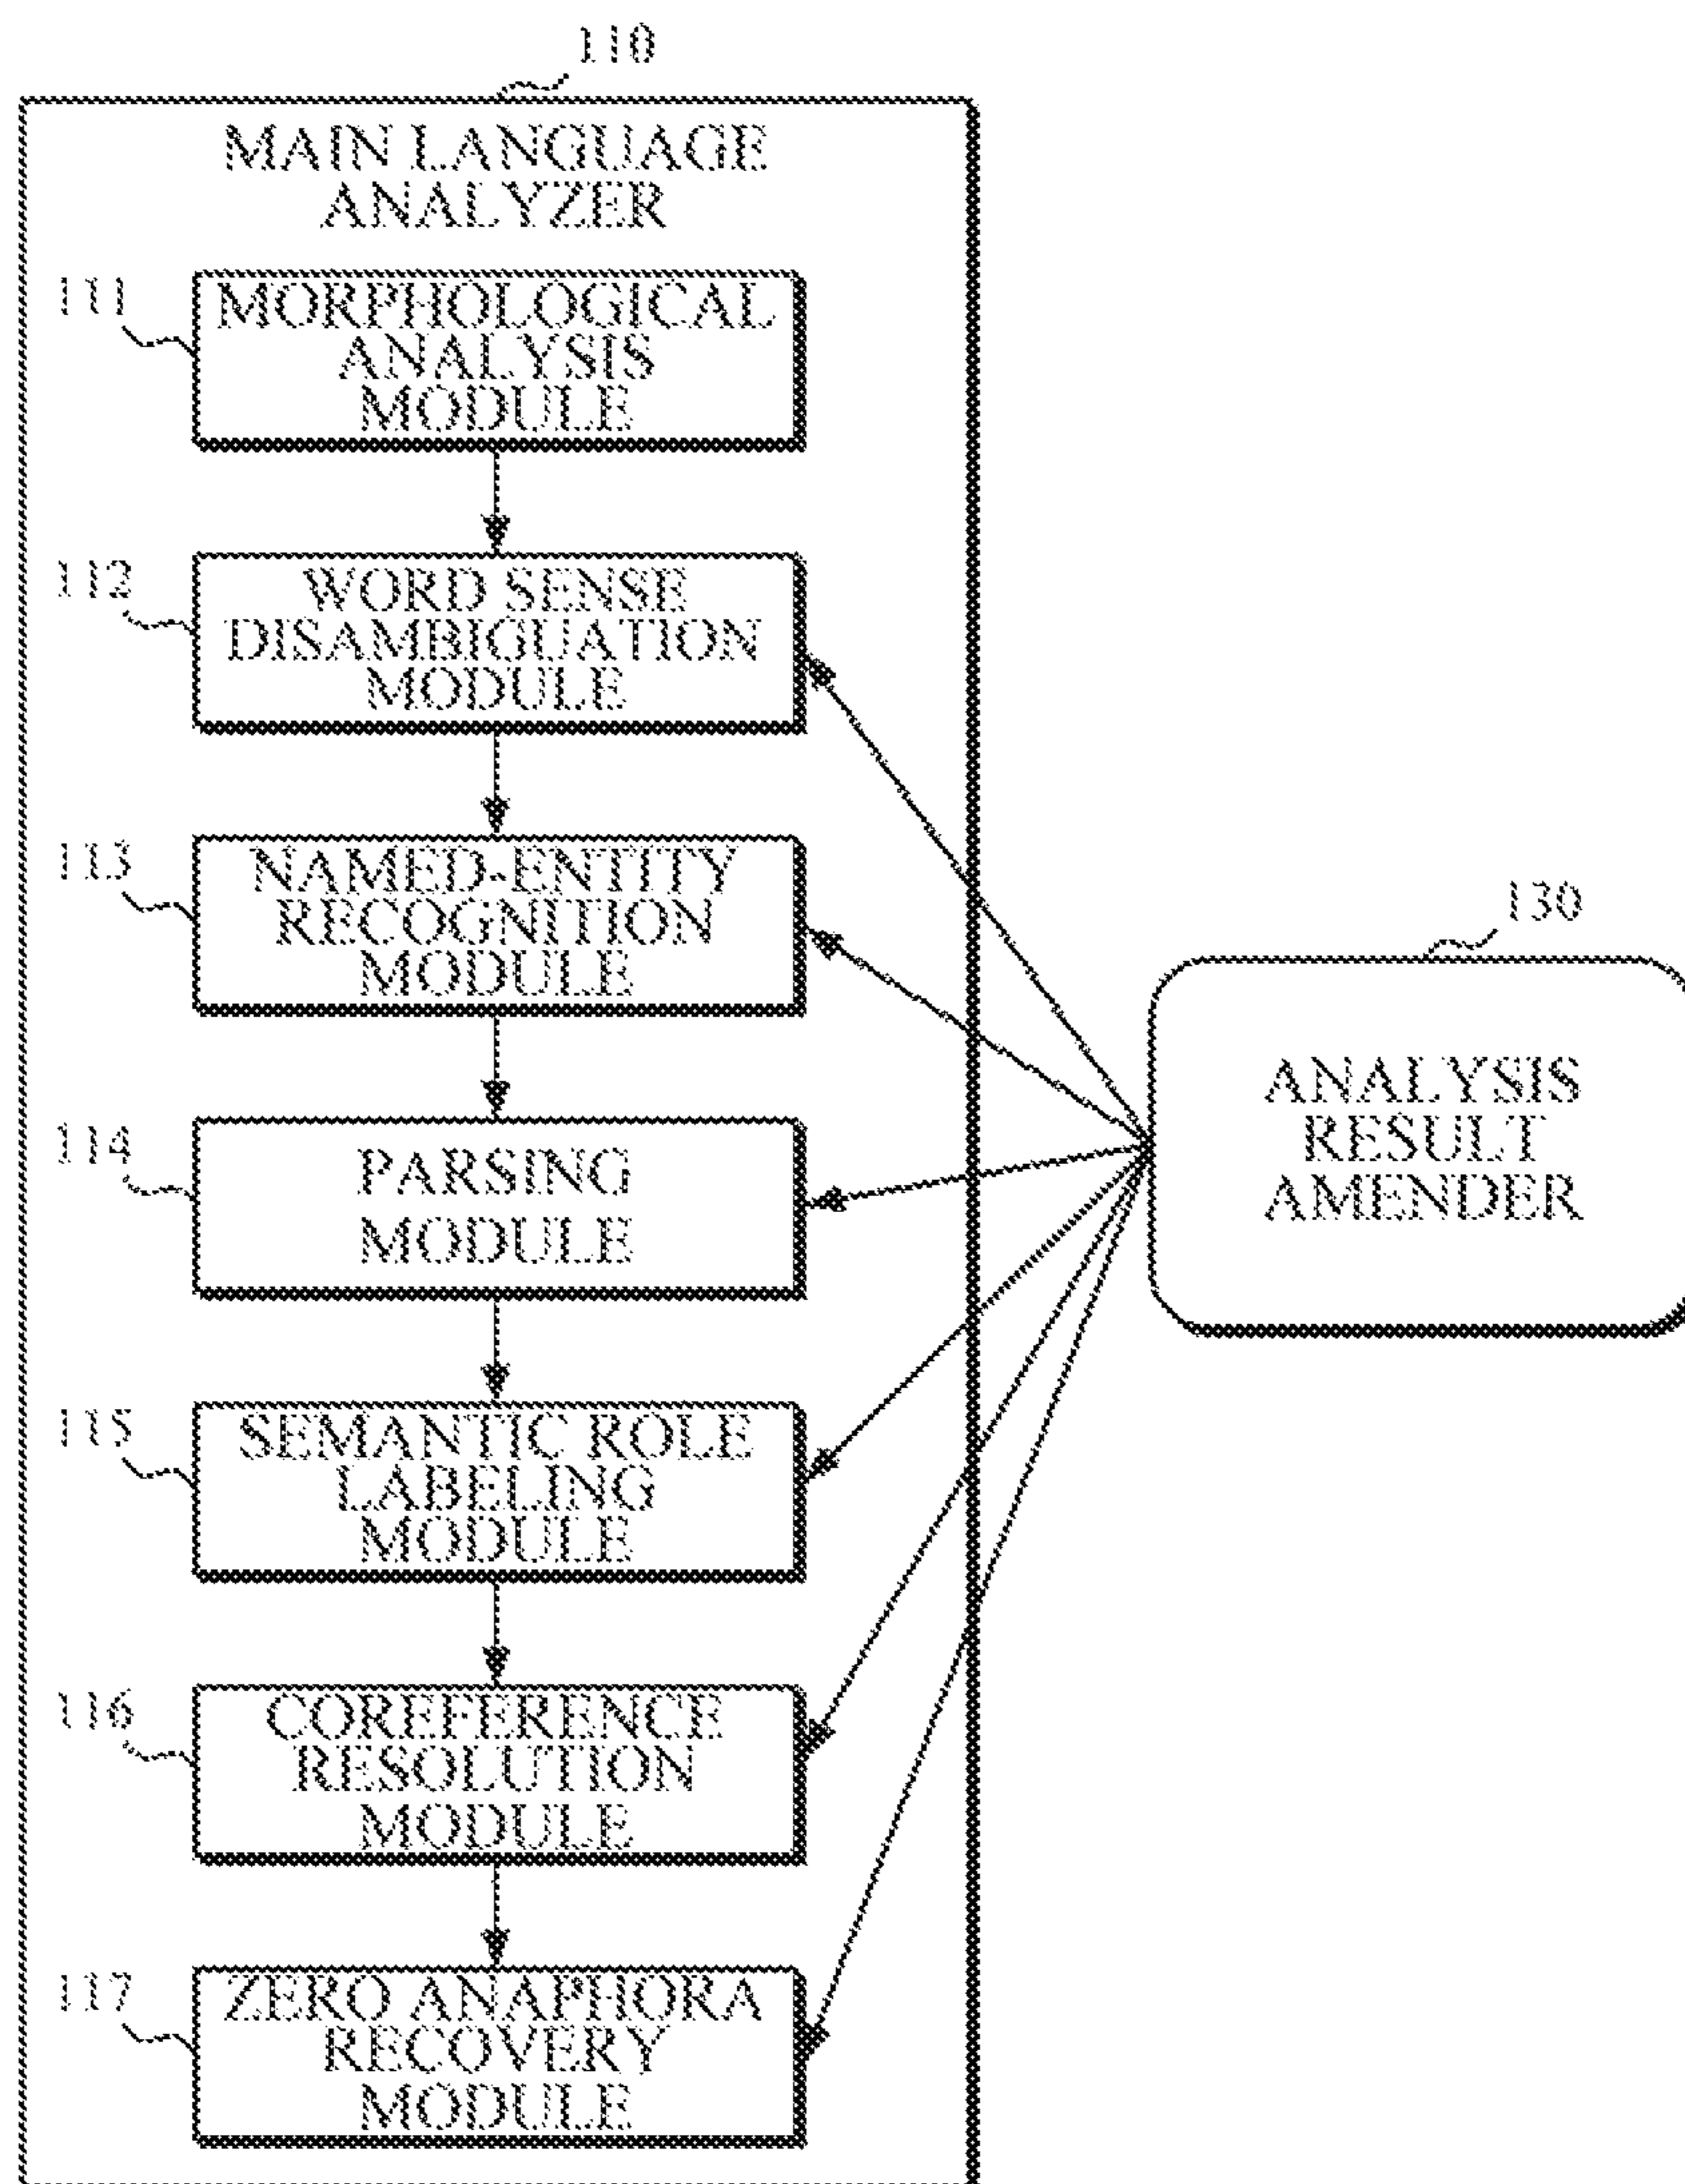 110
MAIN LANGUAGE
ANALYZER
111
MORPHOLOGICAL
ANALYSIS
MODULE
112
WORD SENSE
DISAMBIGUATION
MODULE
113
NAMED-ENTITY
RECOGNITION
MODULE
130
ANALYSIS
RESULT
AMENDER
114
PARSING
MODULE
115
SEMANTIC ROLE
LABELING
MODULE
116
COREFERENCE
RESOLUTION
MODULE
117
ZERO ANAPHORA
RECOVERY
MODULE